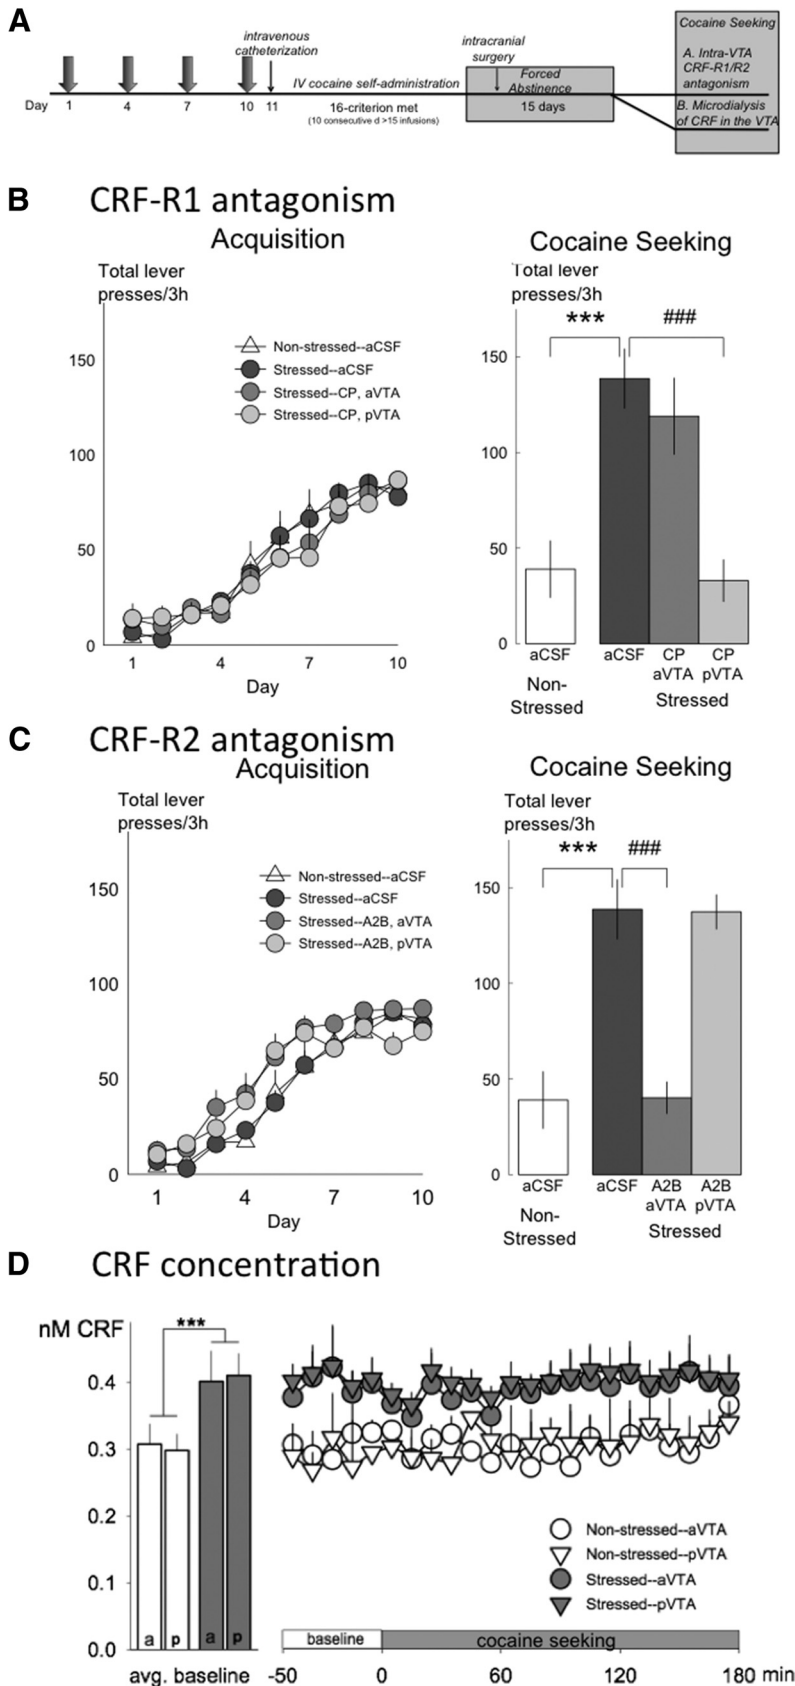 A
intravenous
catheterization
intracranial
surgery
IV cocaine self-administration
Forced
Abstinence
Cocaine Seeking
A. Intra-VTA
CRF-R1/R2
antagonism
B. Microdialysis
of CRF in the VTA
Day 1 4 7 10 11
16-criterion met
(10 consecutive d >15 infusions)
15 days
B CRF-R1 antagonism
Acquisition
Total lever
presses/3h
Non-stressed--aCSF
Stressed--aCSF
Stressed--CP, aVTA
Stressed--CP, pVTA
150
100
50
0
1 4 7 10
Day
Cocaine Seeking
Total lever
presses/3h
*** ###
150
100
50
0
aCSF aCSF CP CP
aVTA pVTA
Non-
Stressed
Stressed
C CRF-R2 antagonism
Acquisition
Total lever
presses/3h
Non-stressed--aCSF
Stressed--aCSF
Stressed--A2B, aVTA
Stressed--A2B, pVTA
150
100
50
0
1 4 7 10
Day
Cocaine Seeking
Total lever
presses/3h
*** ###
150
100
50
0
aCSF aCSF A2B A2B
aVTA pVTA
Non-
Stressed
Stressed
D CRF concentration
nM CRF
***
0.4
0.3
0.2
0.1
0.0
a p a p
avg. baseline
Non-stressed--aVTA
Non-stressed--pVTA
Stressed--aVTA
Stressed--pVTA
baseline cocaine seeking
-50 0 60 120 180 min